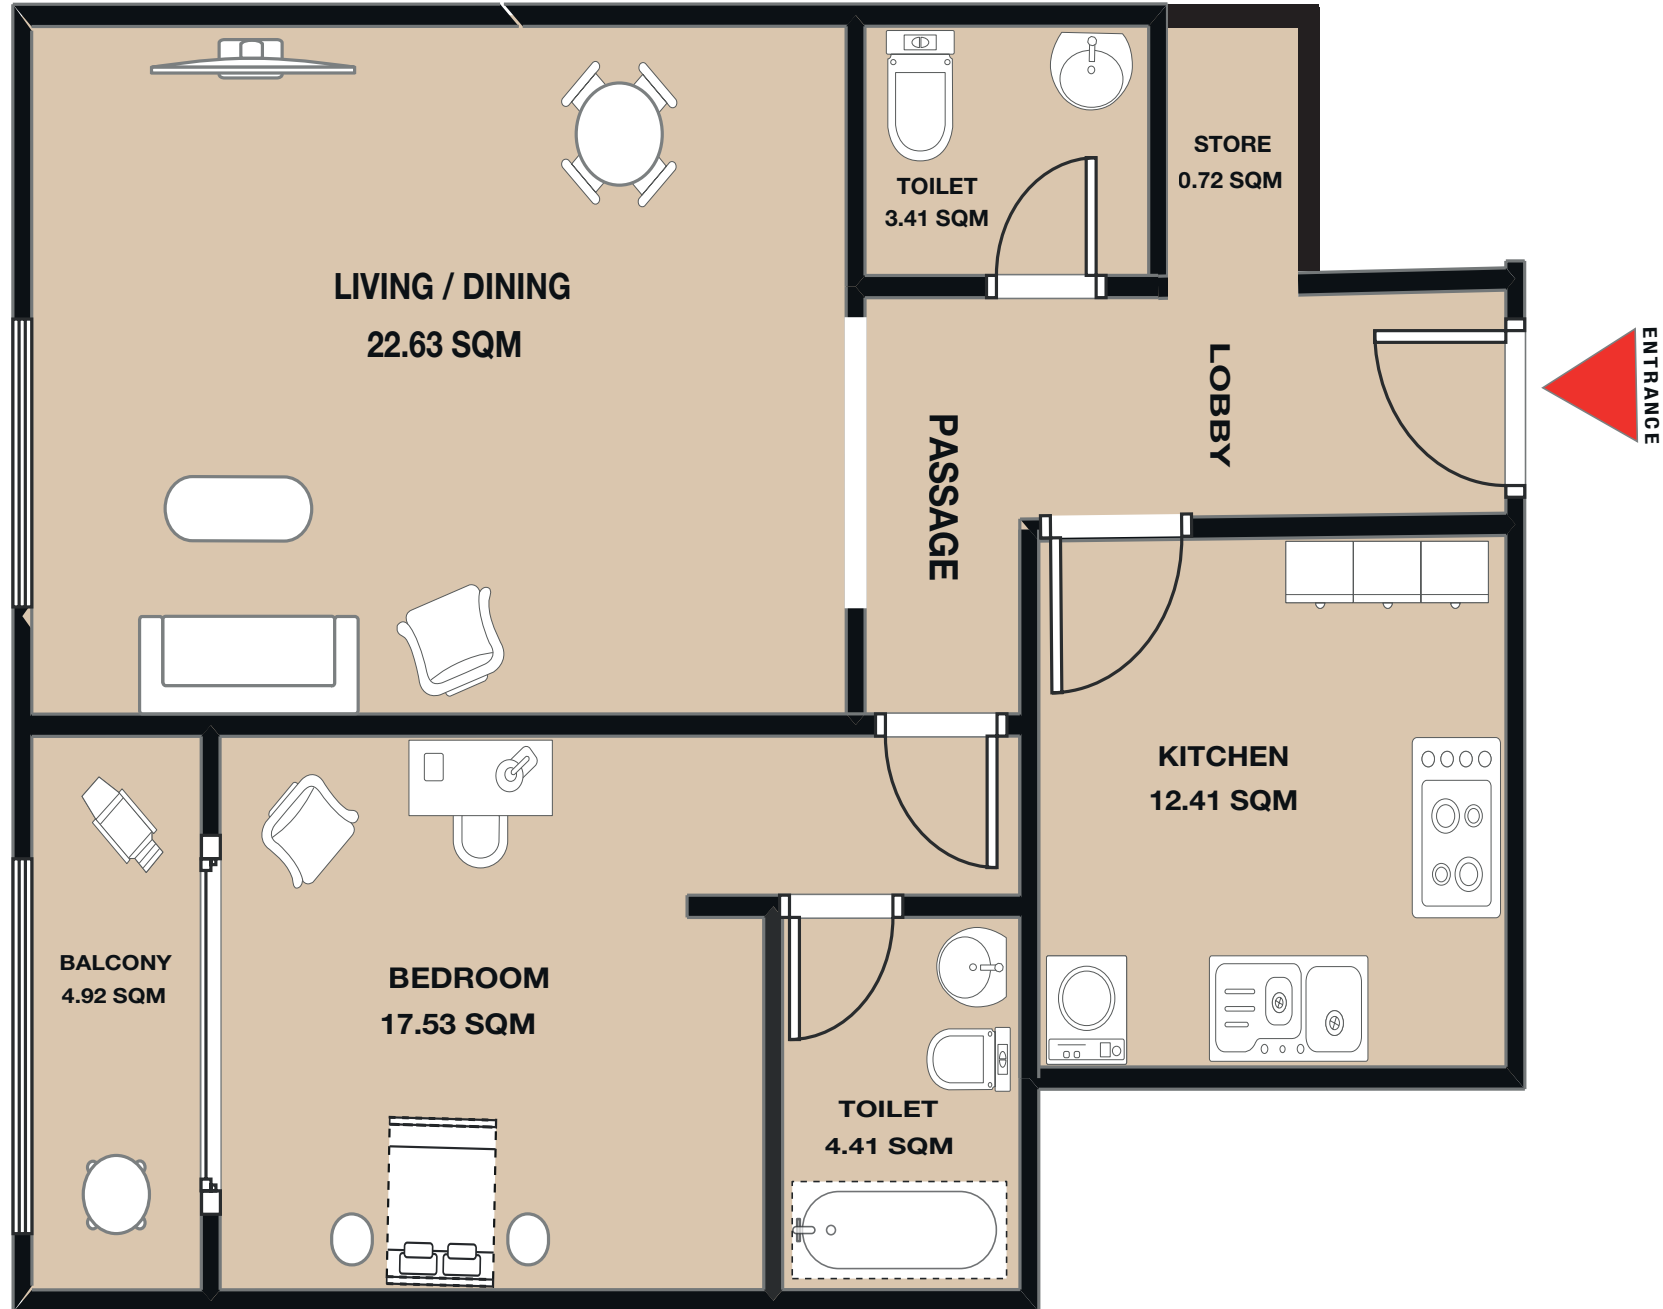 STORE
0.72 SQM
TOILET
3.41 SQM
LIVING / DINING
22.63 SQM
LOBBY
ENTRANCE
PASSAGE
KITCHEN
12.41 SQM
BALCONY
4.92 SQM
BEDROOM
17.53 SQM
TOILET
4.41 SQM